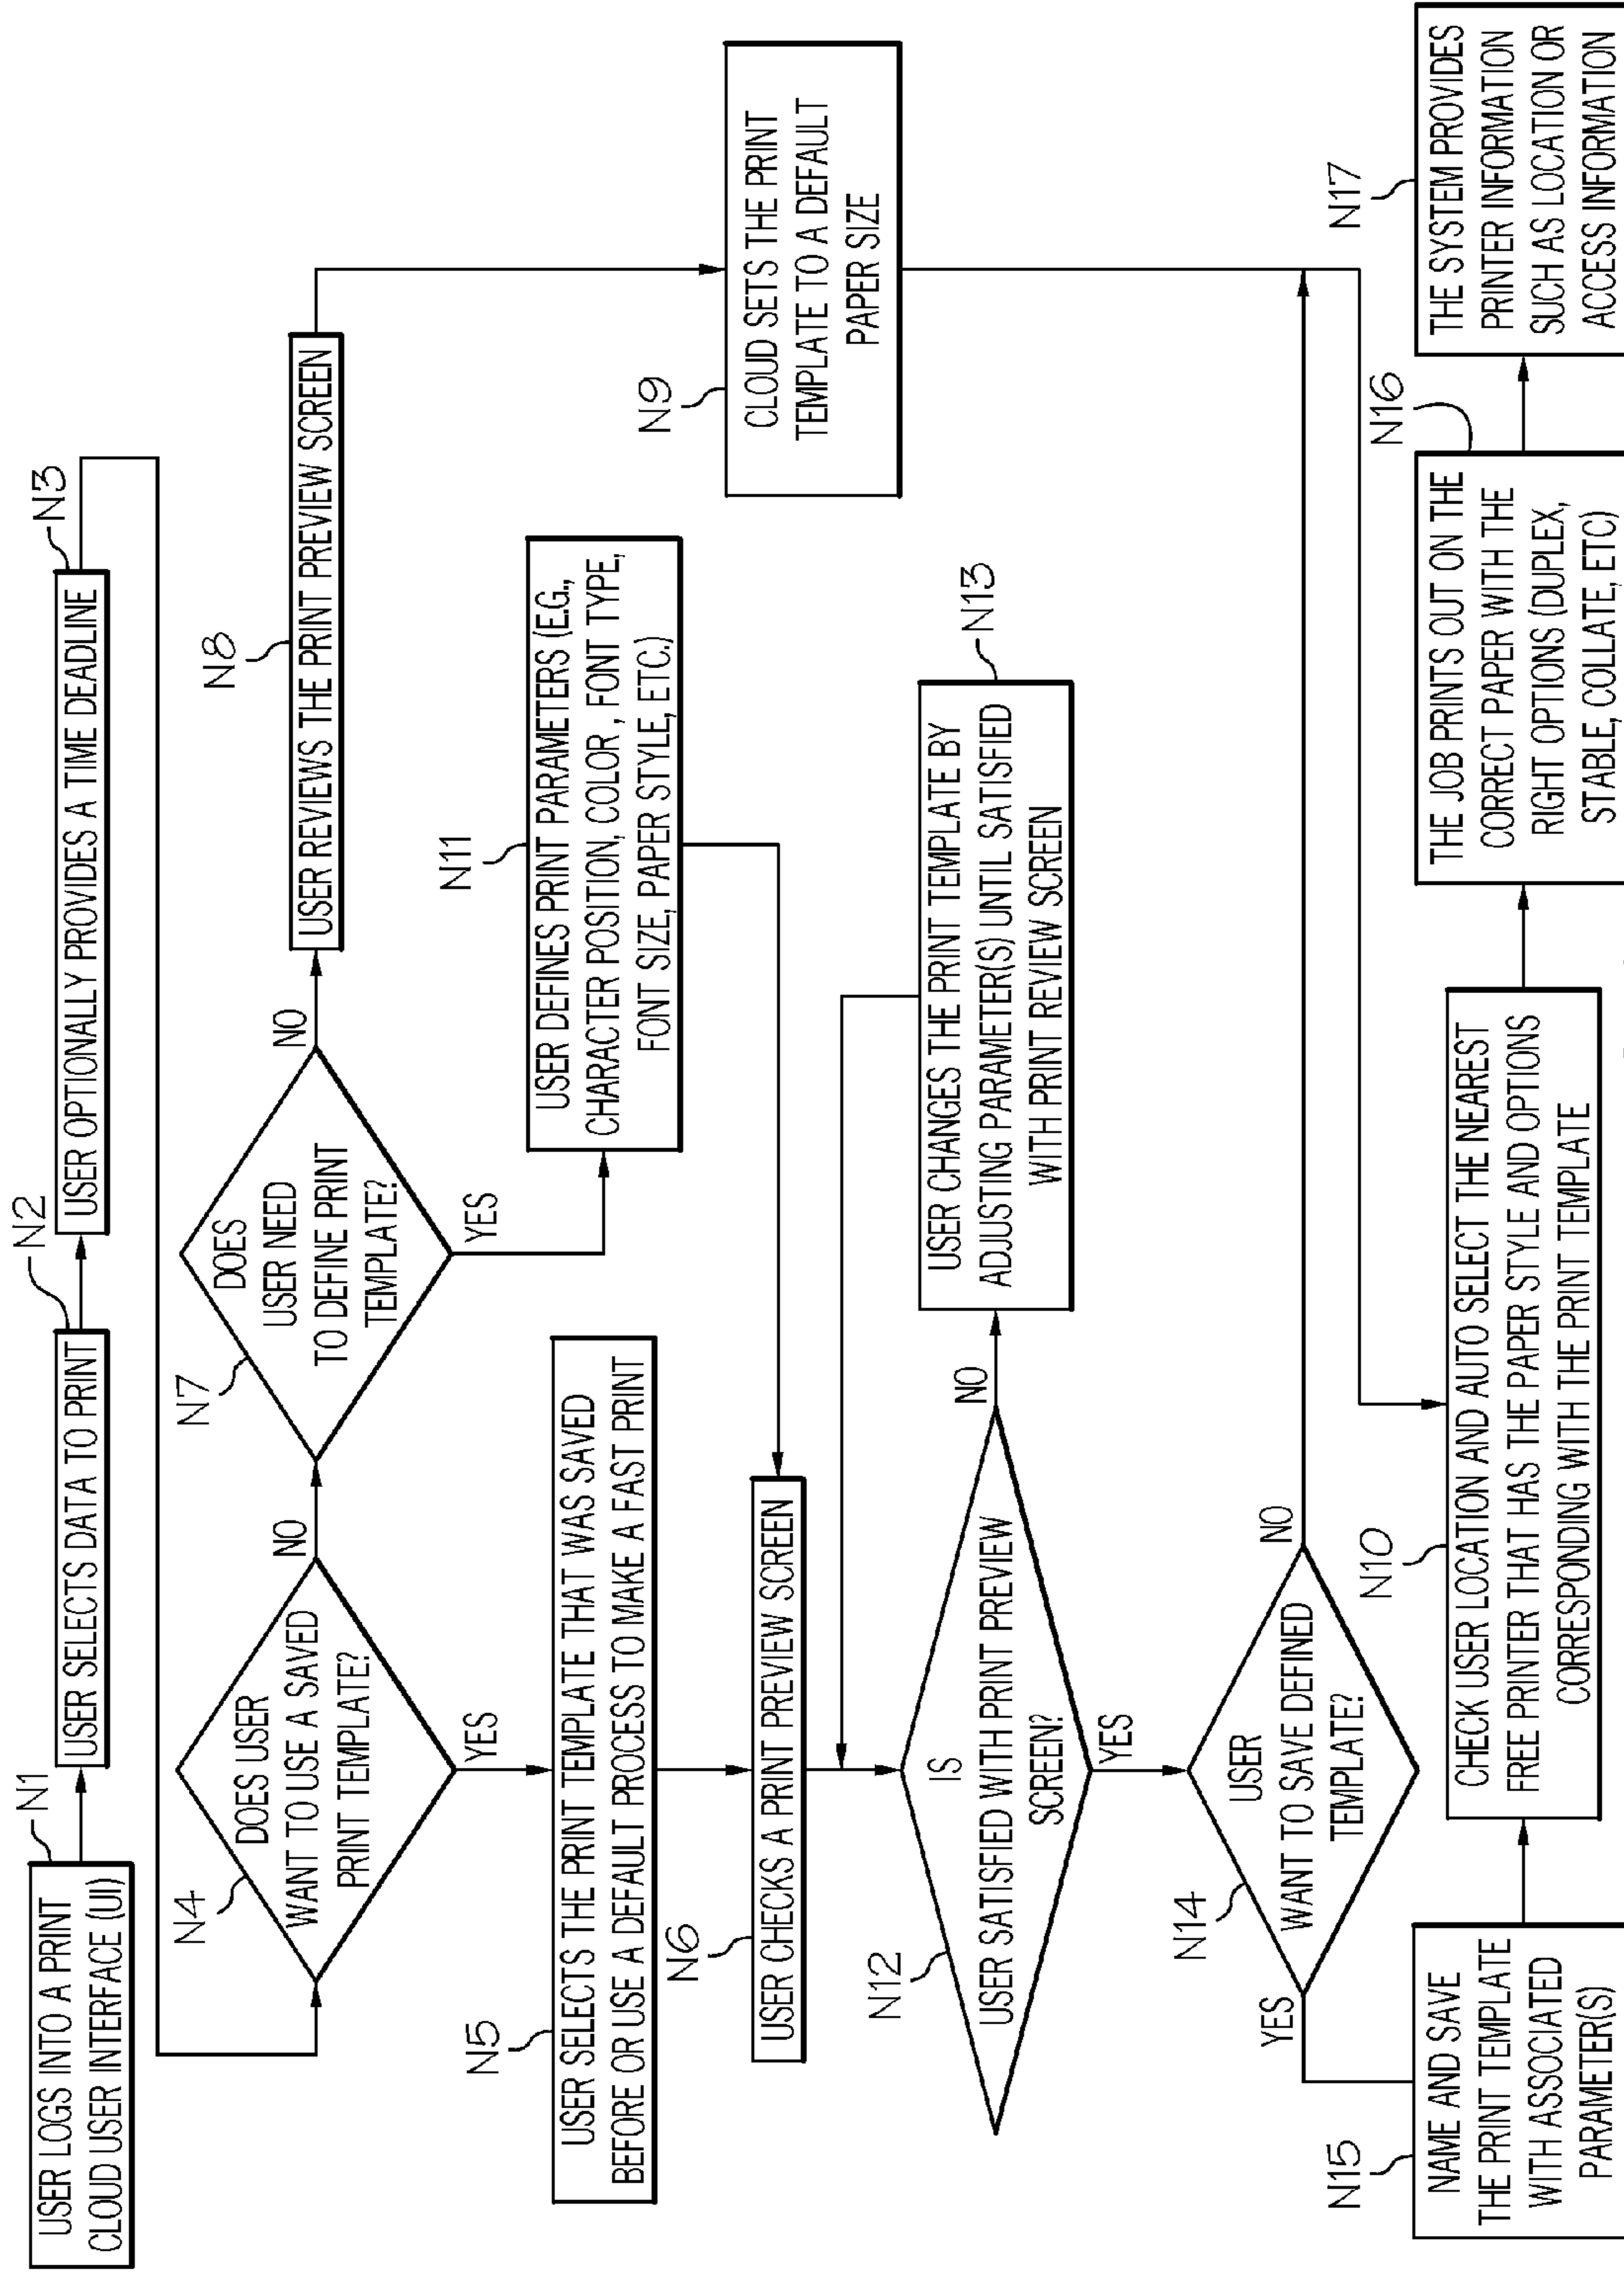 N1
USER LOGS INTO A PRINT
CLOUD USER INTERFACE (UI)
N2
USER SELECTS DATA TO PRINT
N3
USER OPTIONALLY PROVIDES A TIME DEADLINE
N4
DOES USER
WANT TO USE A SAVED
PRINT TEMPLATE?
NO
YES
N7
DOES
USER NEED
TO DEFINE PRINT
TEMPLATE?
NO
YES
N8
USER REVIEWS THE PRINT PREVIEW SCREEN
N5
USER SELECTS THE PRINT TEMPLATE THAT WAS SAVED
BEFORE OR USE A DEFAULT PROCESS TO MAKE A FAST PRINT
N11
USER DEFINES PRINT PARAMETERS (E.G.,
CHARACTER POSITION, COLOR , FONT TYPE,
FONT SIZE, PAPER STYLE, ETC.)
N9
CLOUD SETS THE PRINT
TEMPLATE TO A DEFAULT
PAPER SIZE
N6
USER CHECKS A PRINT PREVIEW SCREEN
N12
IS
USER SATISFIED WITH PRINT PREVIEW
SCREEN?
NO
YES
N13
USER CHANGES THE PRINT TEMPLATE BY
ADJUSTING PARAMETER(S) UNTIL SATISFIED
WITH PRINT REVIEW SCREEN
N14
USER
WANT TO SAVE DEFINED
TEMPLATE?
YES
NO
N15
NAME AND SAVE
THE PRINT TEMPLATE
WITH ASSOCIATED
PARAMETER(S)
N10
CHECK USER LOCATION AND AUTO SELECT THE NEAREST
FREE PRINTER THAT HAS THE PAPER STYLE AND OPTIONS
CORRESPONDING WITH THE PRINT TEMPLATE
N16
THE JOB PRINTS OUT ON THE
CORRECT PAPER WITH THE
RIGHT OPTIONS (DUPLEX,
STABLE, COLLATE, ETC)
N17
THE SYSTEM PROVIDES
PRINTER INFORMATION
SUCH AS LOCATION OR
ACCESS INFORMATION